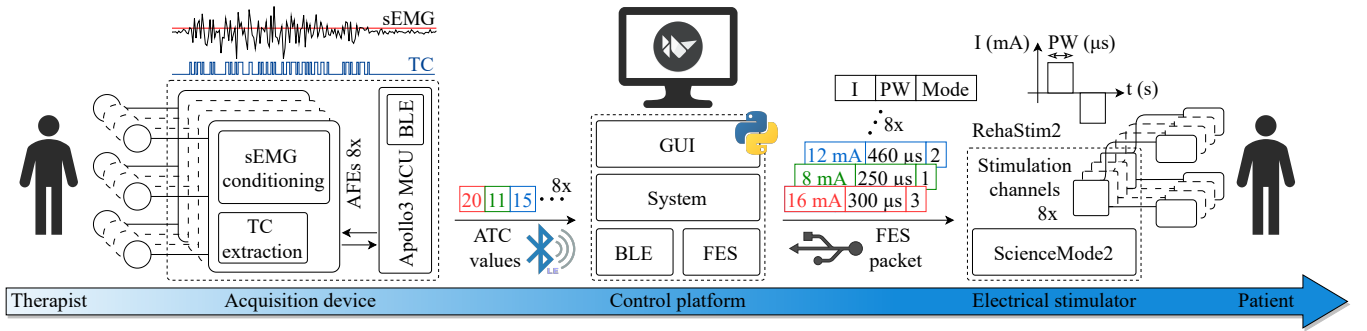 sEMG
TC
sEMG
conditioning
TC
extraction
AFEs 8x
Apollo3 MCU
BLE
20 11 15
8x
ATC
values
LE
GUI
System
BLE FES
I PW Mode
8x
12 mA 460 µs 2
8 mA 250 µs 1
16 mA 300 µs 3
FES
packet
I (mA) PW (µs)
t (s)
RehaStim2
Stimulation
channels
8x
ScienceMode2
Therapist Acquisition device Control platform Electrical stimulator Patient